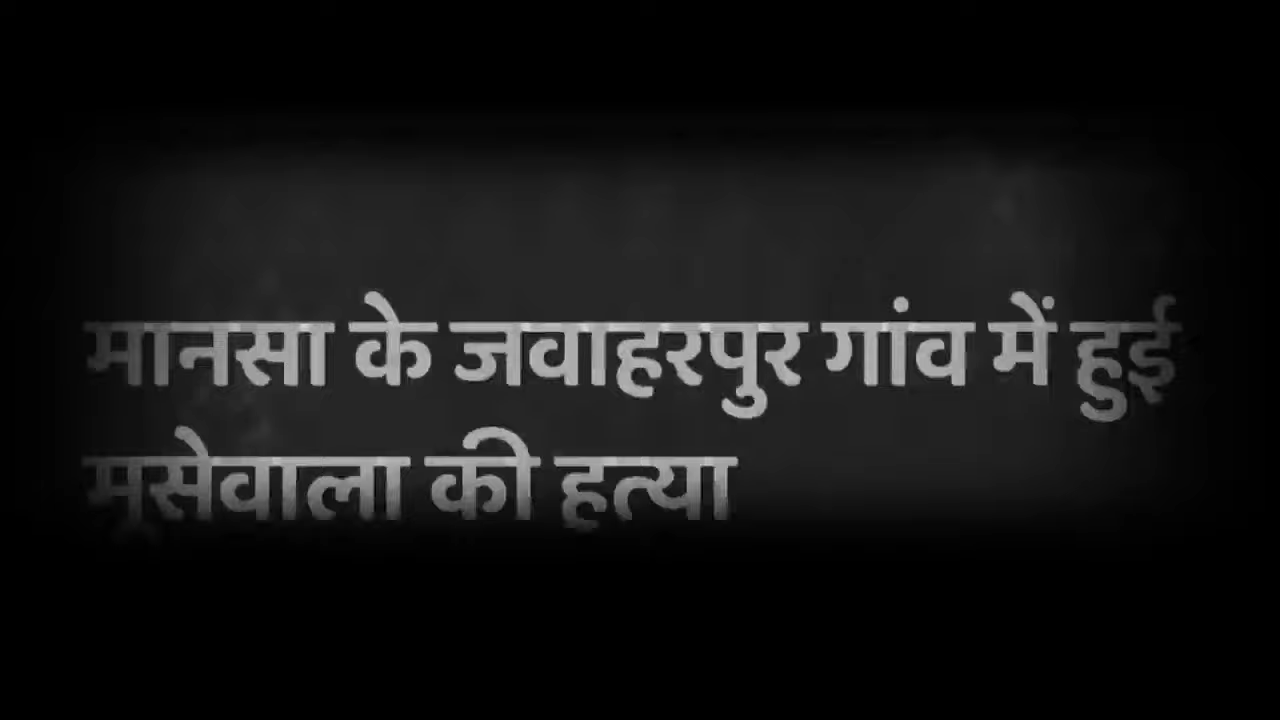 मानसा के जवाहरपुर गांव में हुई
मूसेवाला की हत्या